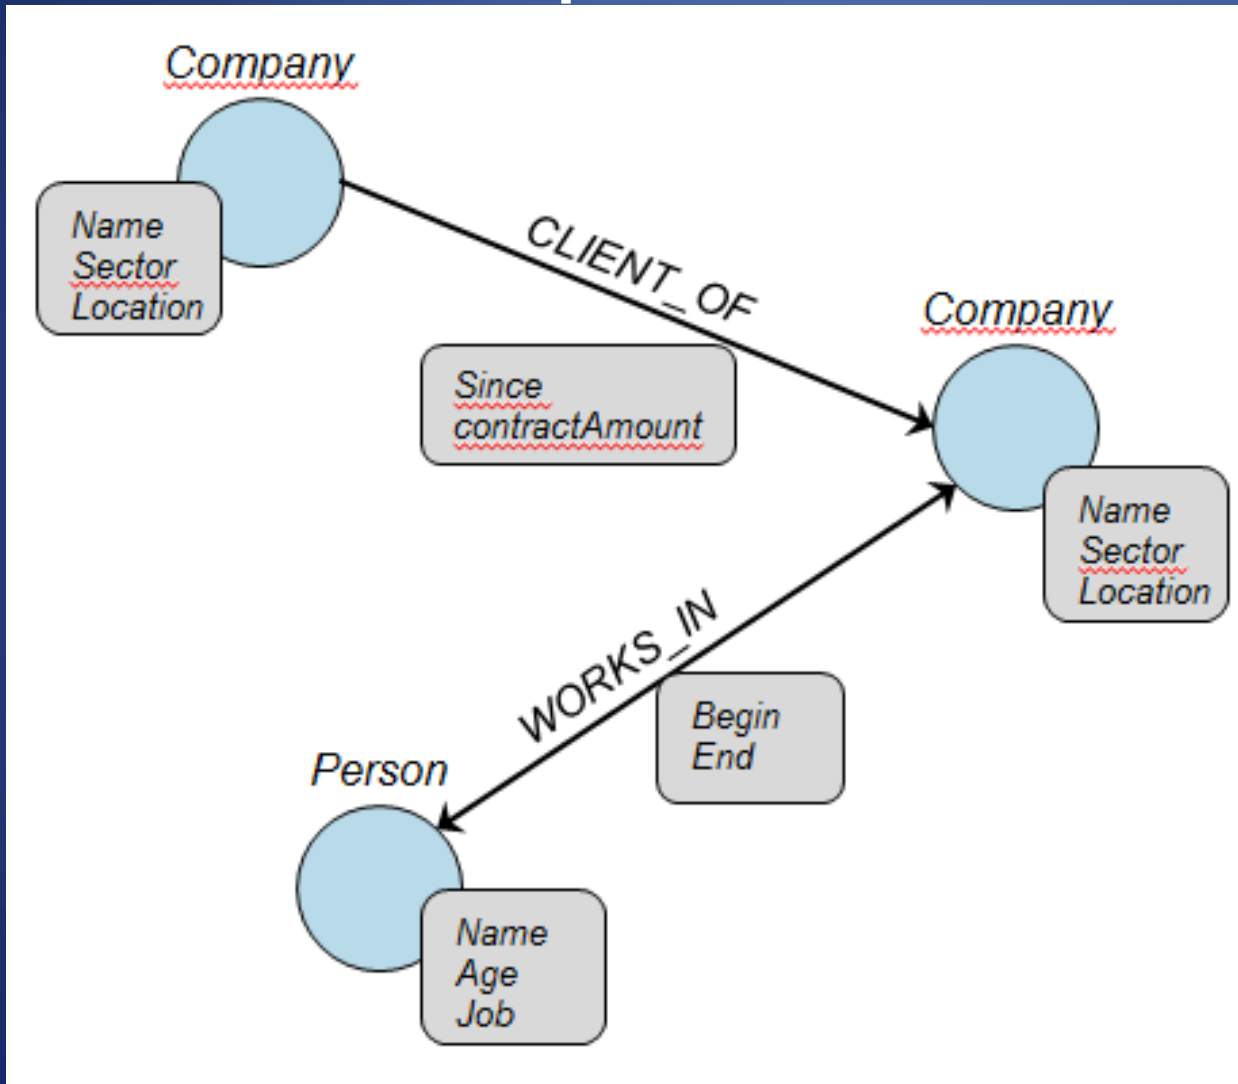 Company
Name
Sector
Location
CLIENT_OF
Since
contractAmount
Company
Name
Sector
Location
WORKS_IN
Begin
End
Person
Name
Age
Job